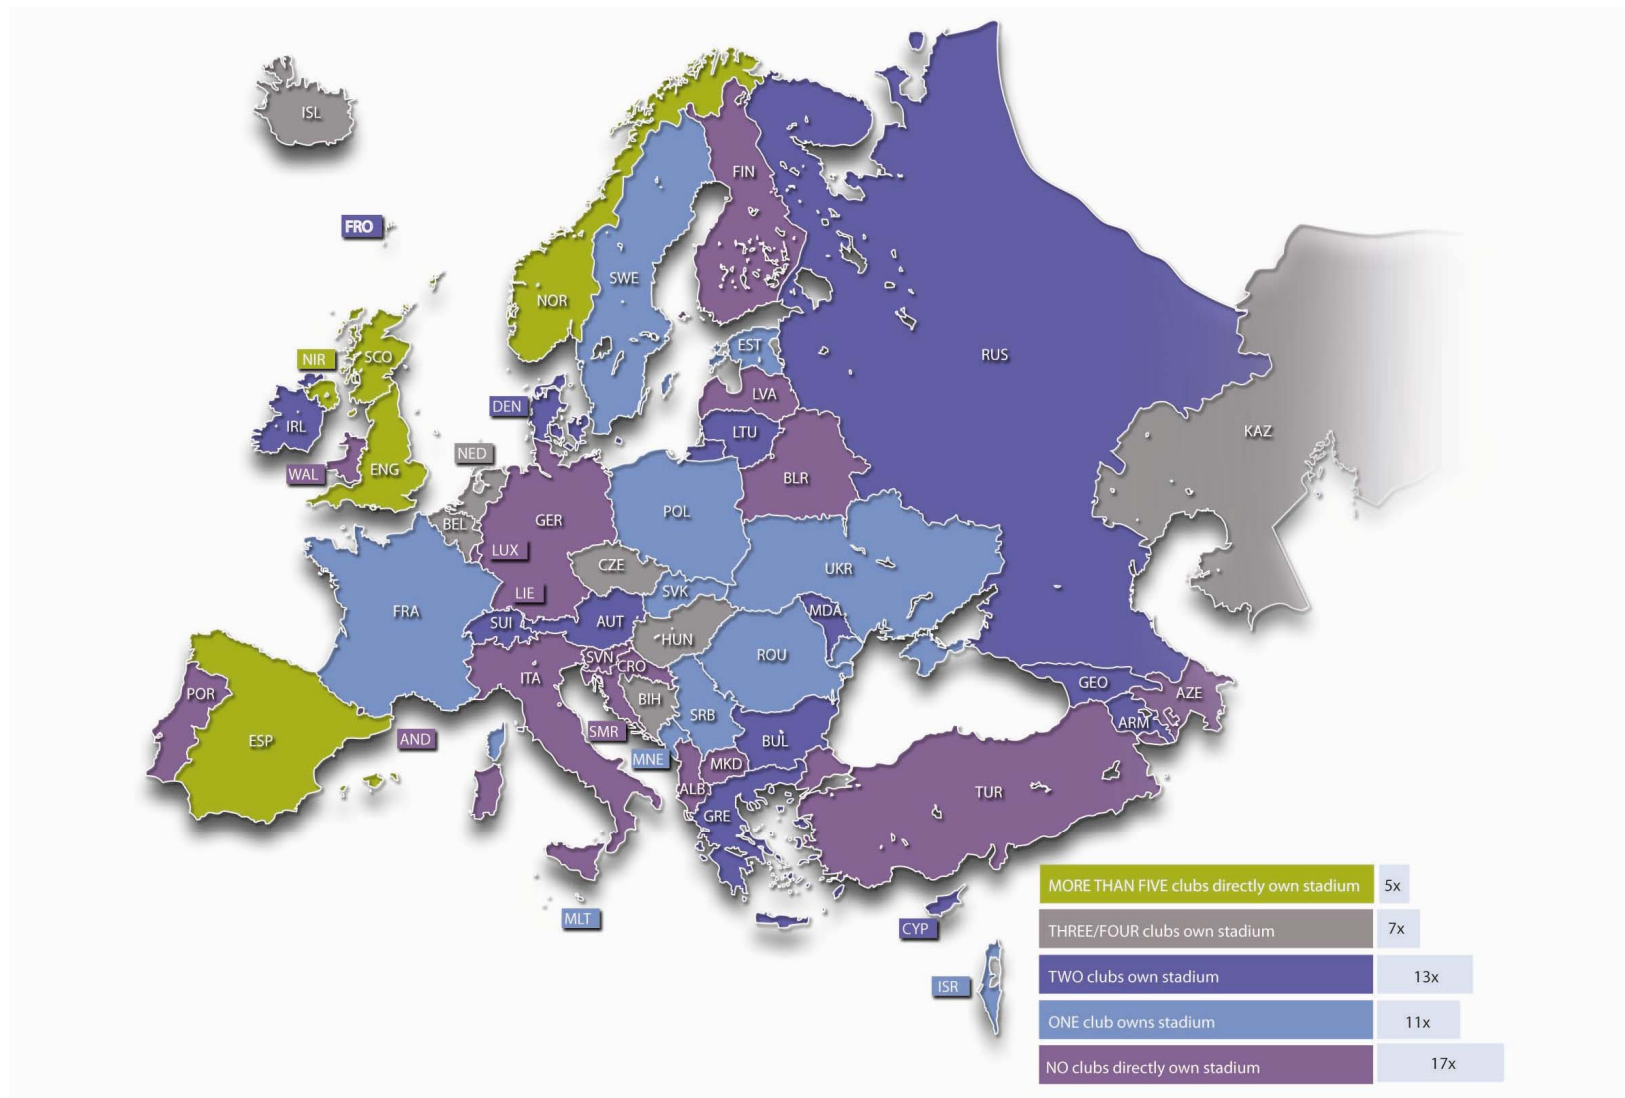 ISL
FIN
FRO
SWE
NOR
EST
RUS
NIR
SCO
LVA
DEN
IRL
LTU
KAZ
NED
WAL
ENG
BLR
POL
GER
BEL
LUX
CZE
UKR
LIE
SVK
FRA
MDA
SUI
AUT
HUN
ROU
SVN
CRO
ITA
GEO
POR
AZE
BIH
SRB
ARM
SMR
AND
ESP
BUL
MNE
MKD
ALB
TUR
GRE
MORE THAN FIVE clubs directly own stadium 5x
MLT
CYP
THREE/FOUR clubs own stadium 7x
TWO clubs own stadium 13x
ISR
ONE club owns stadium 11x
NO clubs directly own stadium 17x